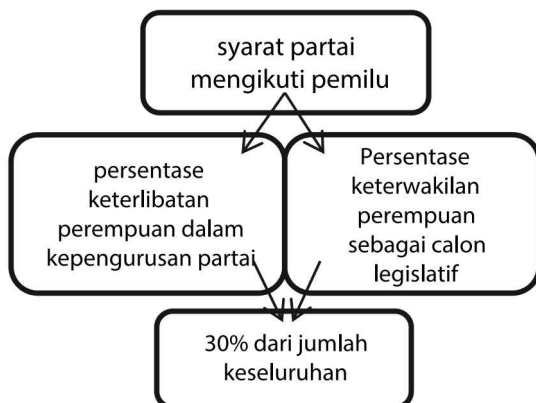 syarat partai
mengikuti pemilu
persentase
keterlibatan
perempuan dalam
kepengurusan partai
Persentase
keterwakilan
perempuan
sebagai calon
legislatif
30% dari jumlah
keseluruhan